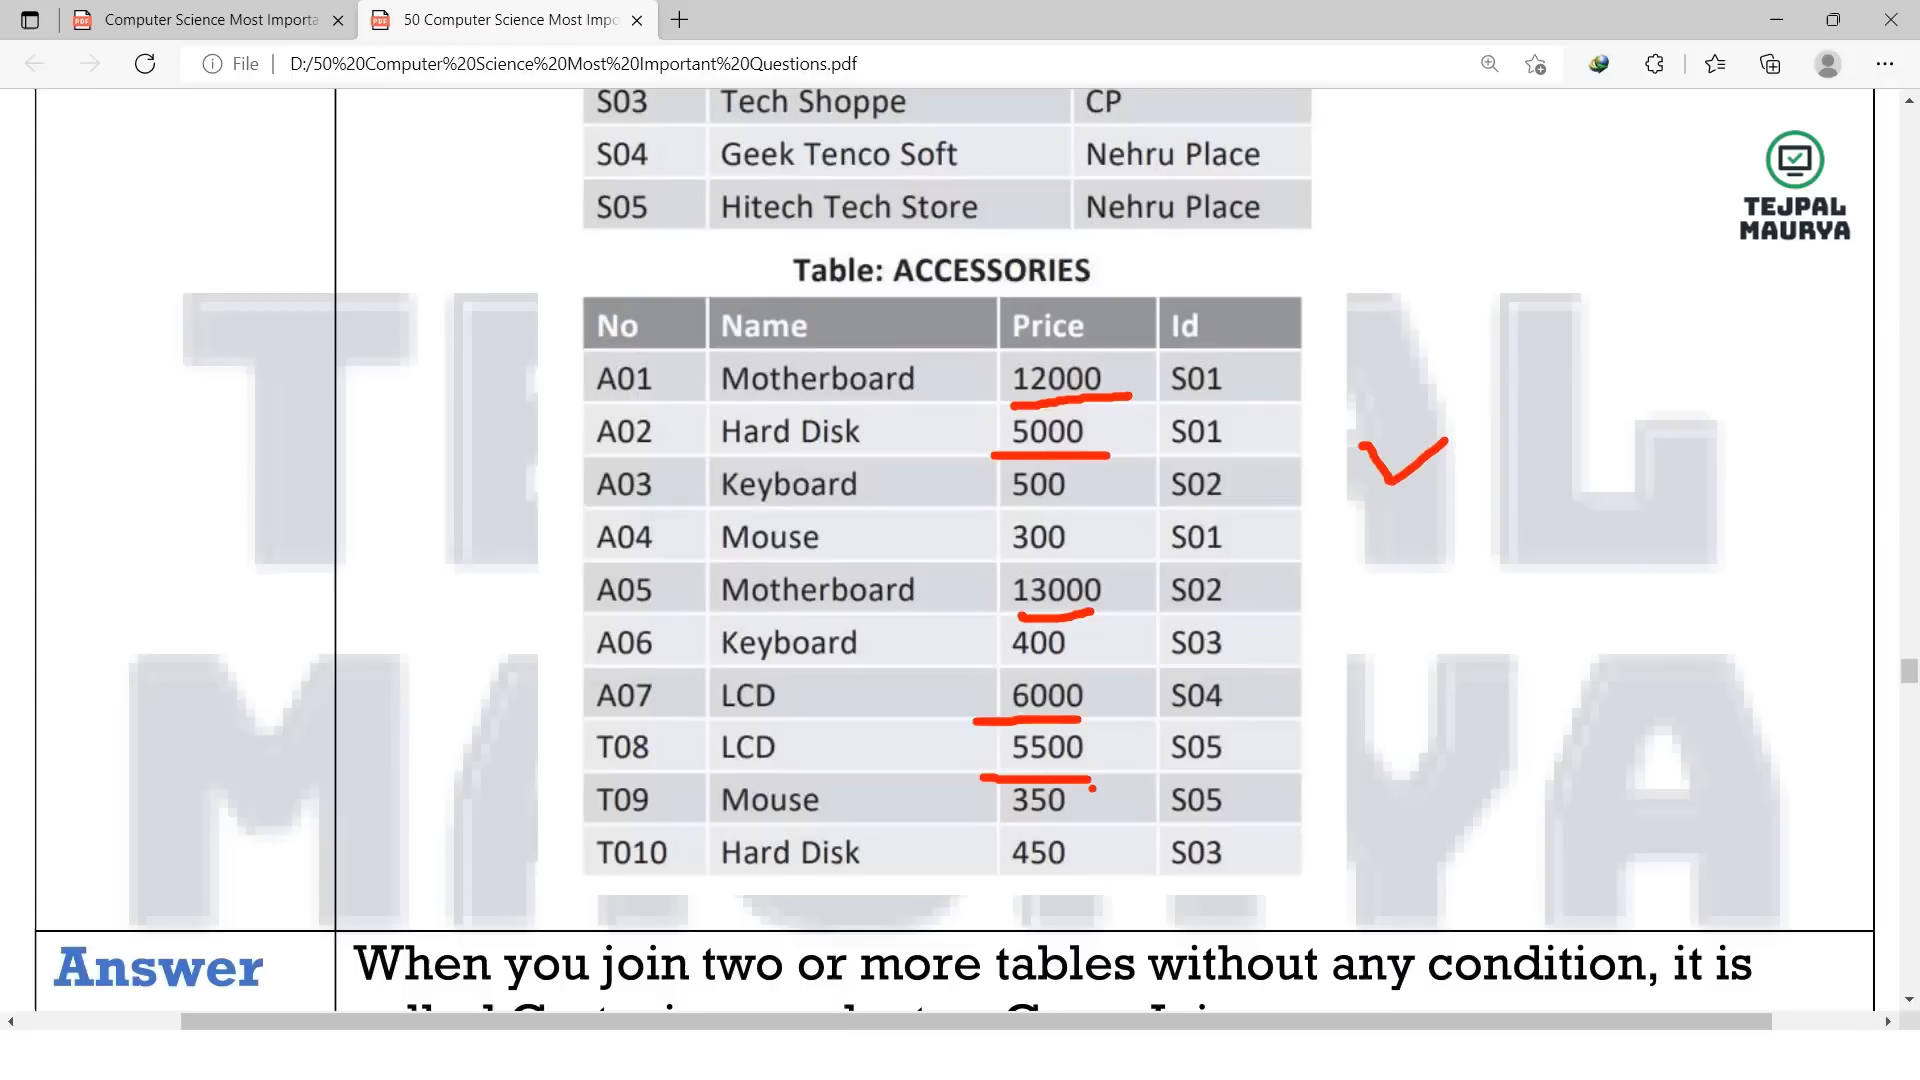 Computer Science Most Importa
50 Computer Science Most Impo
File
D:/50%20Computer%20Science%20Most%20Important%20Questions.pdf
S03 Tech Shoppe CP
S04 Geek Tenco Soft Nehru Place
S05 Hitech Tech Store Nehru Place
TEJPAL
MAURYA
Table: ACCESSORIES
No Name Price Id
A01 Motherboard 12000 S01
A02 Hard Disk 5000 S01
A03 Keyboard 500 S02
A04 Mouse 300 S01
A05 Motherboard 13000 S02
A06 Keyboard 400 S03
A07 LCD 6000 S04
T08 LCD 5500 S05
T09 Mouse 350 S05
T010 Hard Disk 450 S03
Answer When you join two or more tables without any condition, it is